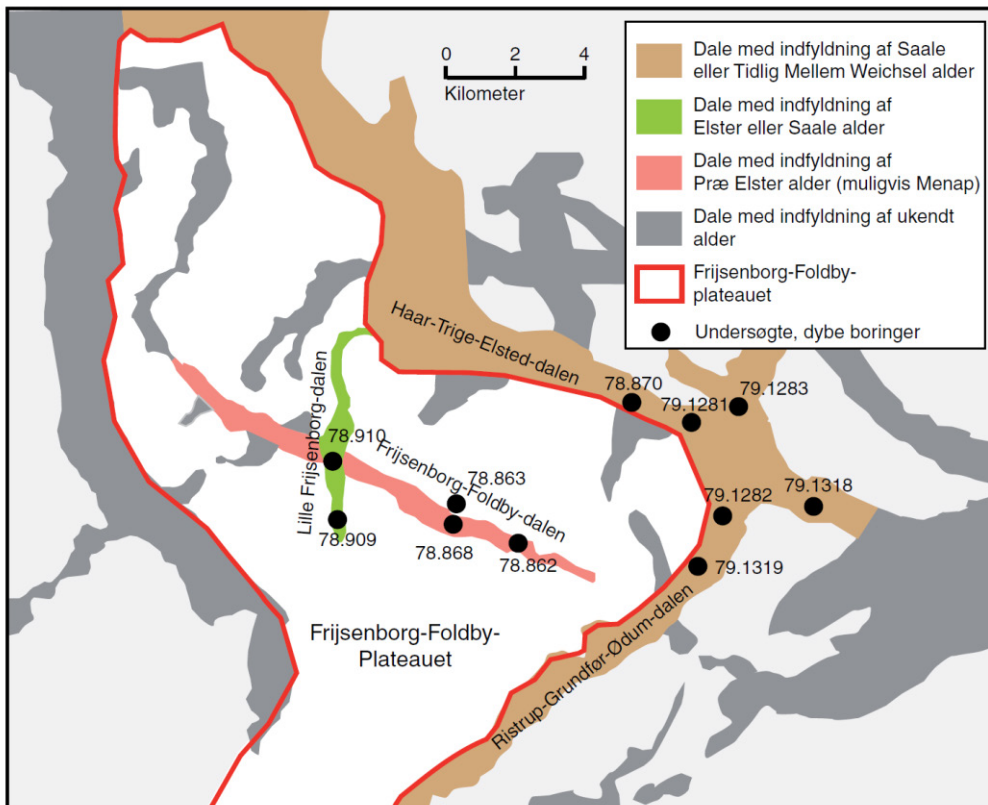 0 2 4
Kilometer
Dale med indfyldning af Saale
eller Tidlig Mellem Weichsel alder
Dale med indfyldning af
Elster eller Saale alder
Dale med indfyldning af
Præ Elster alder (muligvis Menap)
Dale med indfyldning af ukendt
alder
Frijsenborg-Foldby-
plateauet
Undersøgte, dybe boringer
Haar-Trige-Elsted-dalen
78.870
79.1281
79.1283
Lille Frijsenborg-dalen
78.910
Frijsenborg-Foldby-dalen
78.863
79.1282
79.1318
78.909
78.868
78.862
79.1319
Frijsenborg-Foldby-
Plateauet
Ristrup-Grundfør-Ødum-dalen